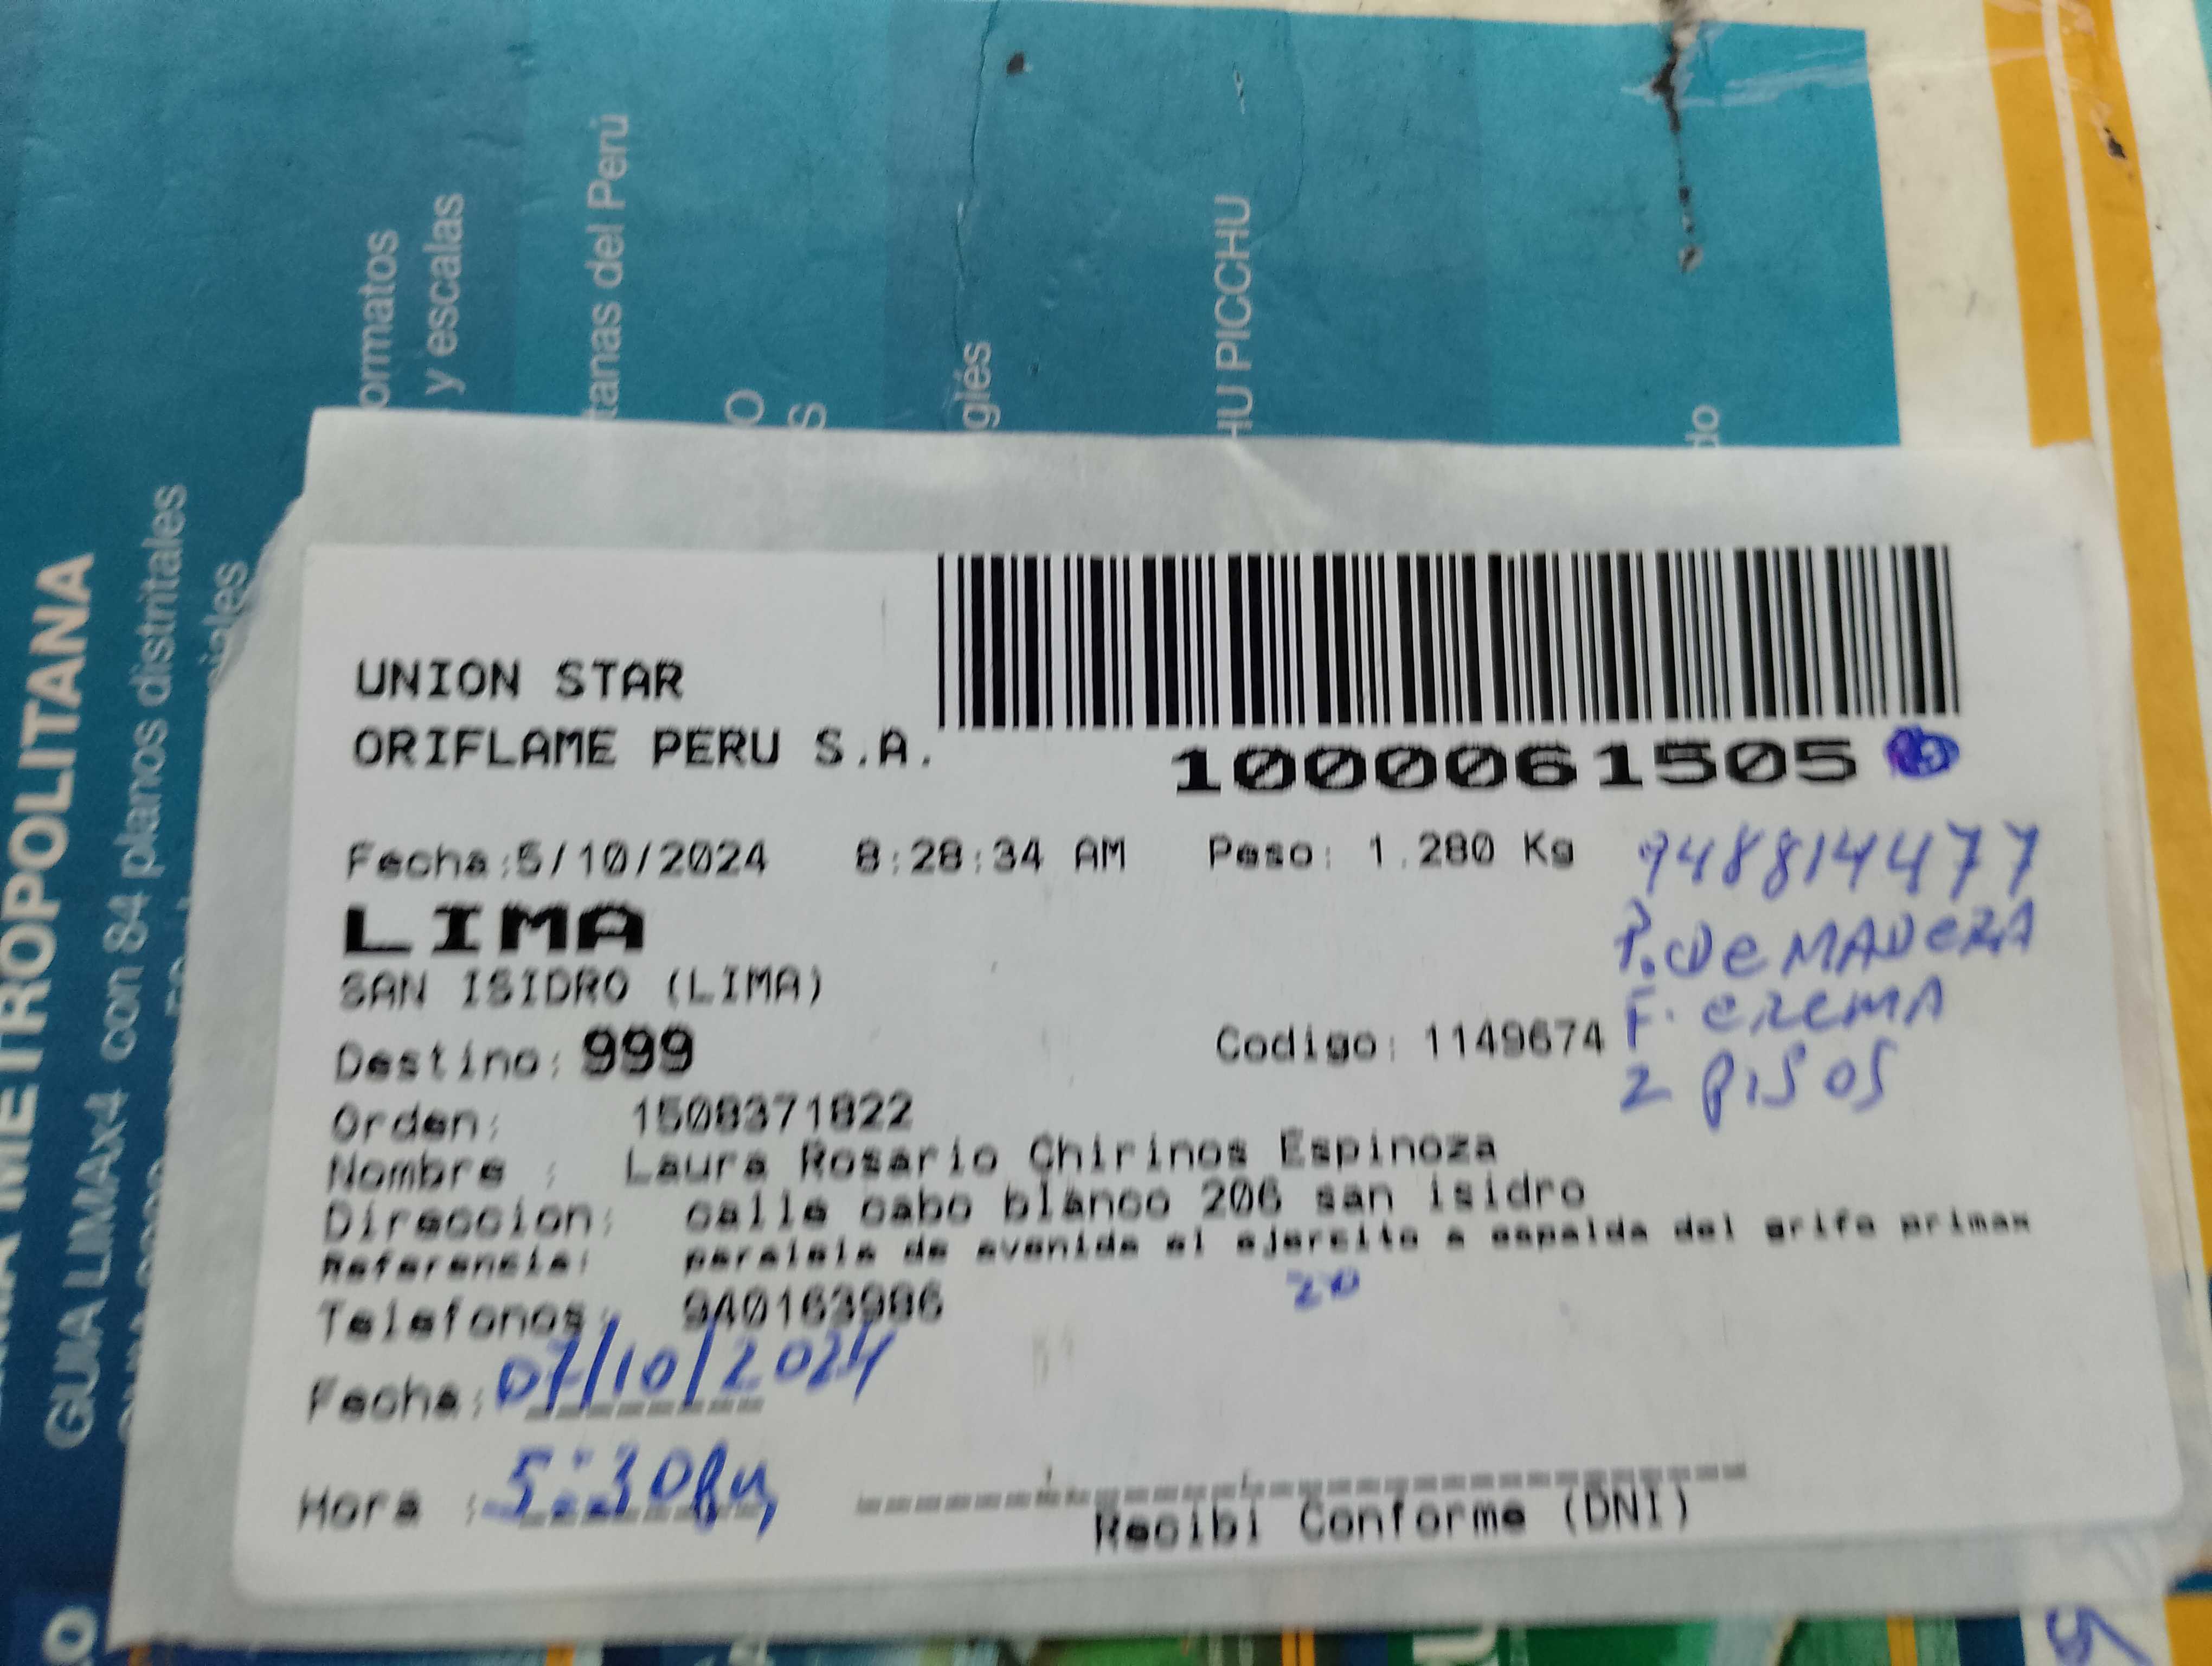 ormatos
y escalas
tanas del Perú
O
S
glés
HU PICCHU
do
METROPOLITANA
GUIA LIMAx4 con 84 planos distritales
UNION STAR
ORIFLAME PERU S.A.
1000061505
Fecha:5/10/2024 8:28:34 AM Peso: 1.280 Kg
948814477
LIMA
P. De MADERA
SAN ISIDRO (LIMA)
F. CREMA
Destino: 999 Codigo: 1149674
2 PISOS
Orden: 1508371822
Nombre : Laura Rosario Chirinos Espinoza
Direccion: calle cabo blanco 206 san isidro
Referencia: paralela de avenida el ejercito a espalda del grifo primax
20
Telefonos: 940163986
Fecha: 07/10/2024
Hora : 5:30pm
Recibi Conforme (DNI)